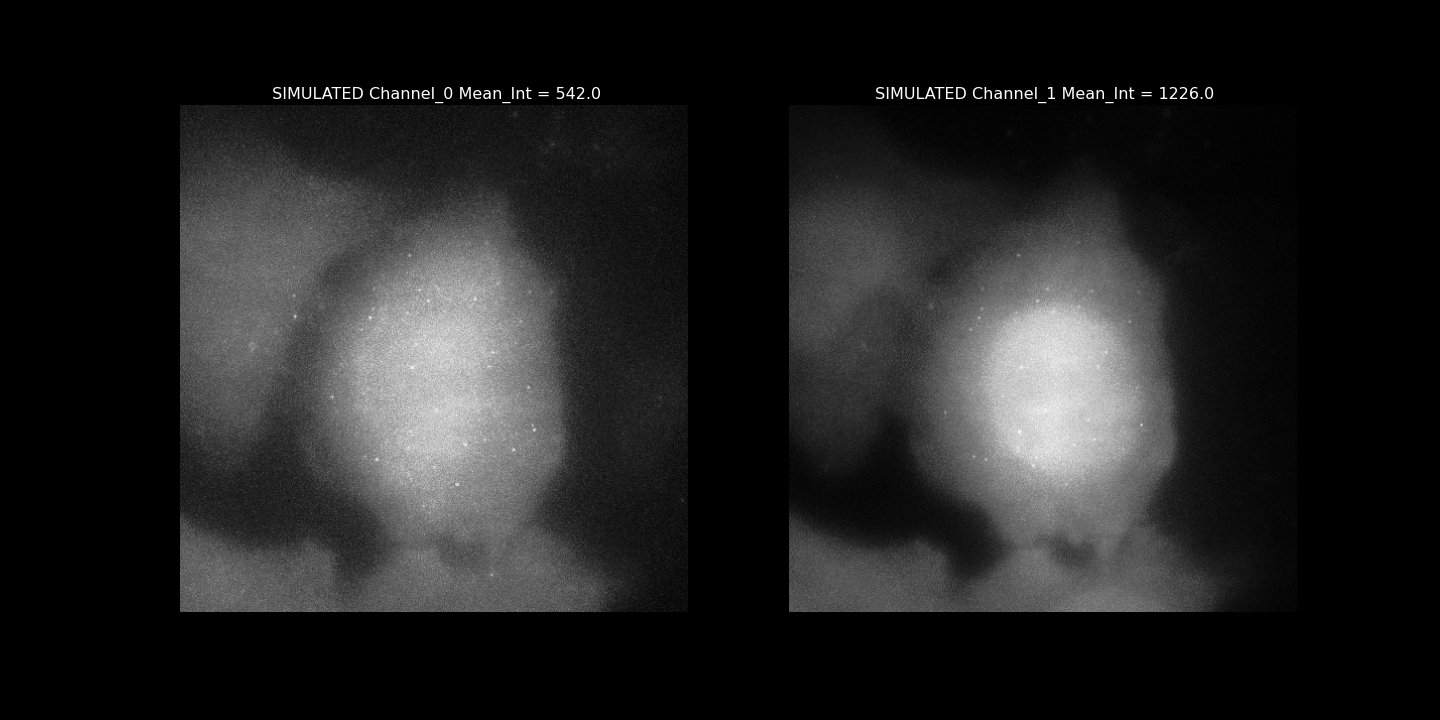 SIMULATED Channel_0 Mean_Int = 542.0
SIMULATED Channel_1 Mean_Int = 1226.0